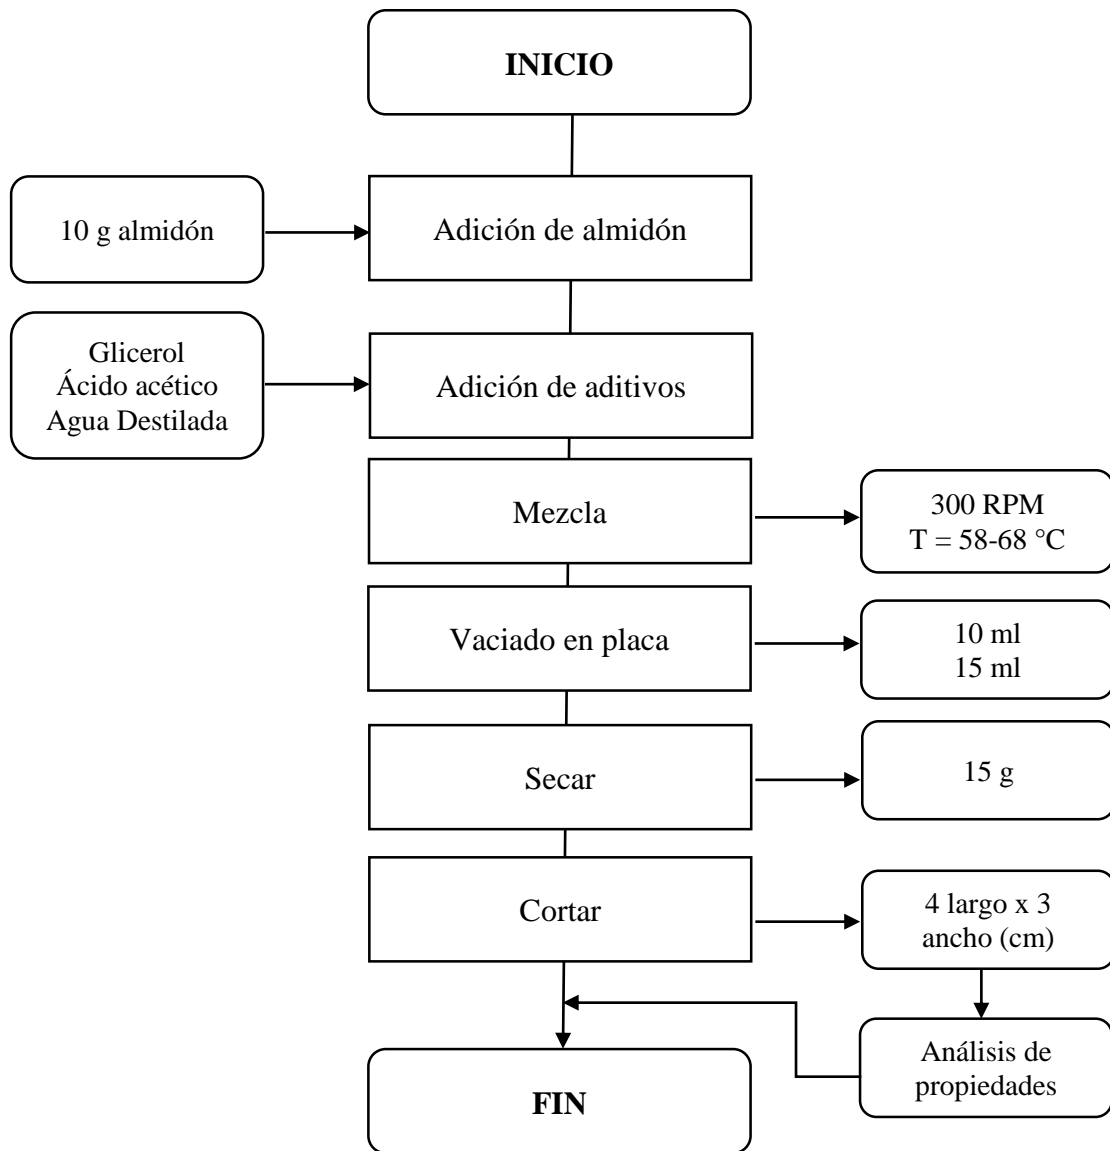 INICIO
10 g almidón
Adición de almidón
Glicerol
Ácido acético
Agua Destilada
Adición de aditivos
Mezcla
300 RPM
T = 58-68 °C
Vaciado en placa
10 ml
15 ml
Secar
15 g
Cortar
4 largo x 3
ancho (cm)
Análisis de
propiedades
FIN